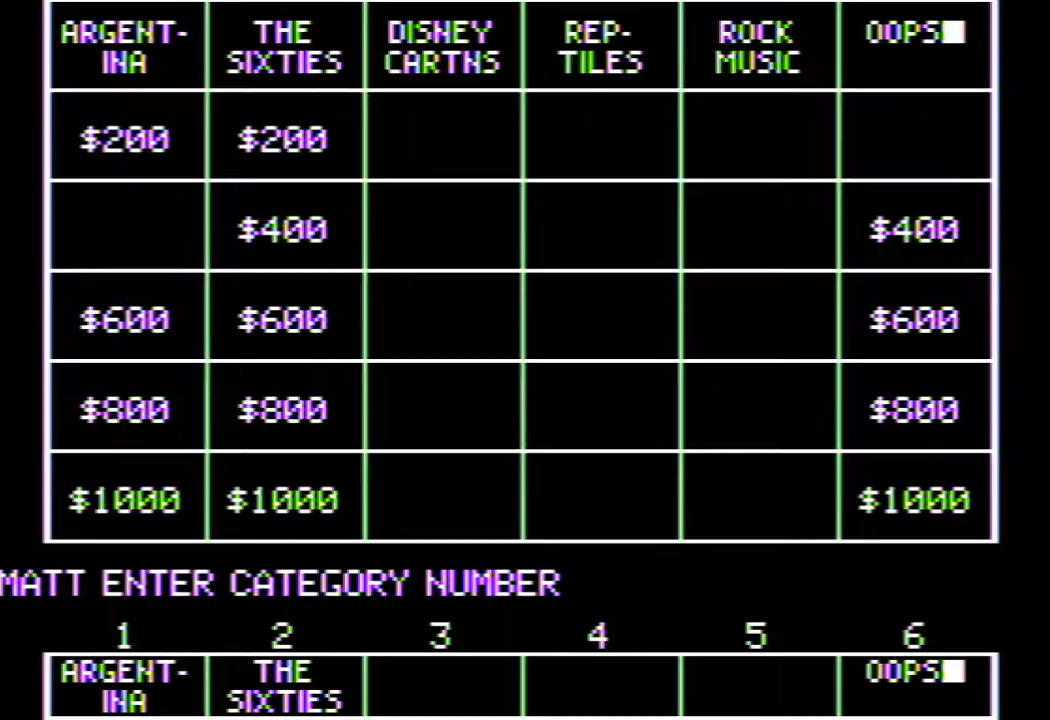 ARGENT- THE DISNEY REP- ROCK OOPS
INA SIXTIES CARTNS TILES MUSIC
$200 $200
$400 $400
$600 $600 $600
$800 $800 $800
$1000 $1000 $1000
MATT ENTER CATEGORY NUMBER
1 2 3 4 5 6
ARGENT- THE OOPS
INA SIXTIES